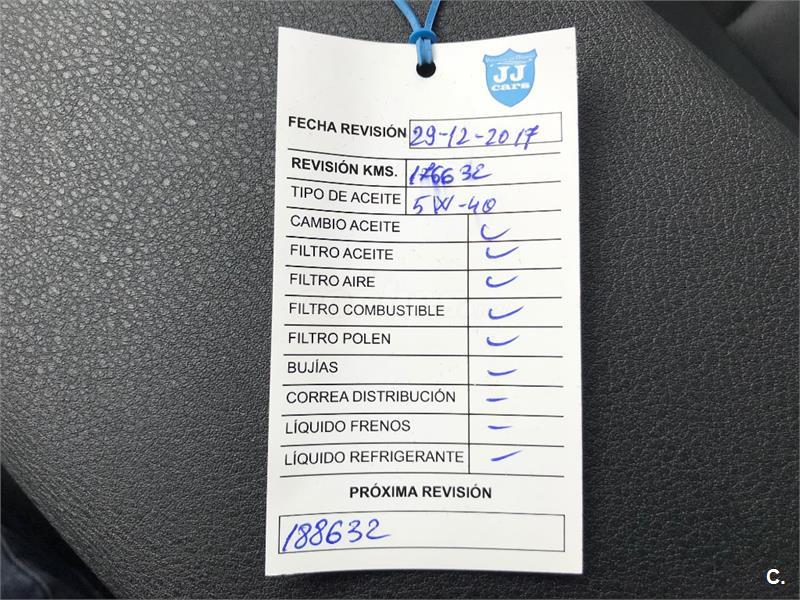 JJ
cars
FECHA REVISIÓN 29-12-2017
REVISIÓN KMS. 176632
TIPO DE ACEITE 5W-40
CAMBIO ACEITE ✓
FILTRO ACEITE ✓
FILTRO AIRE ✓
FILTRO COMBUSTIBLE ✓
FILTRO POLEN ✓
BUJÍAS -
CORREA DISTRIBUCIÓN -
LÍQUIDO FRENOS -
LÍQUIDO REFRIGERANTE -
PRÓXIMA REVISIÓN
188632
C.